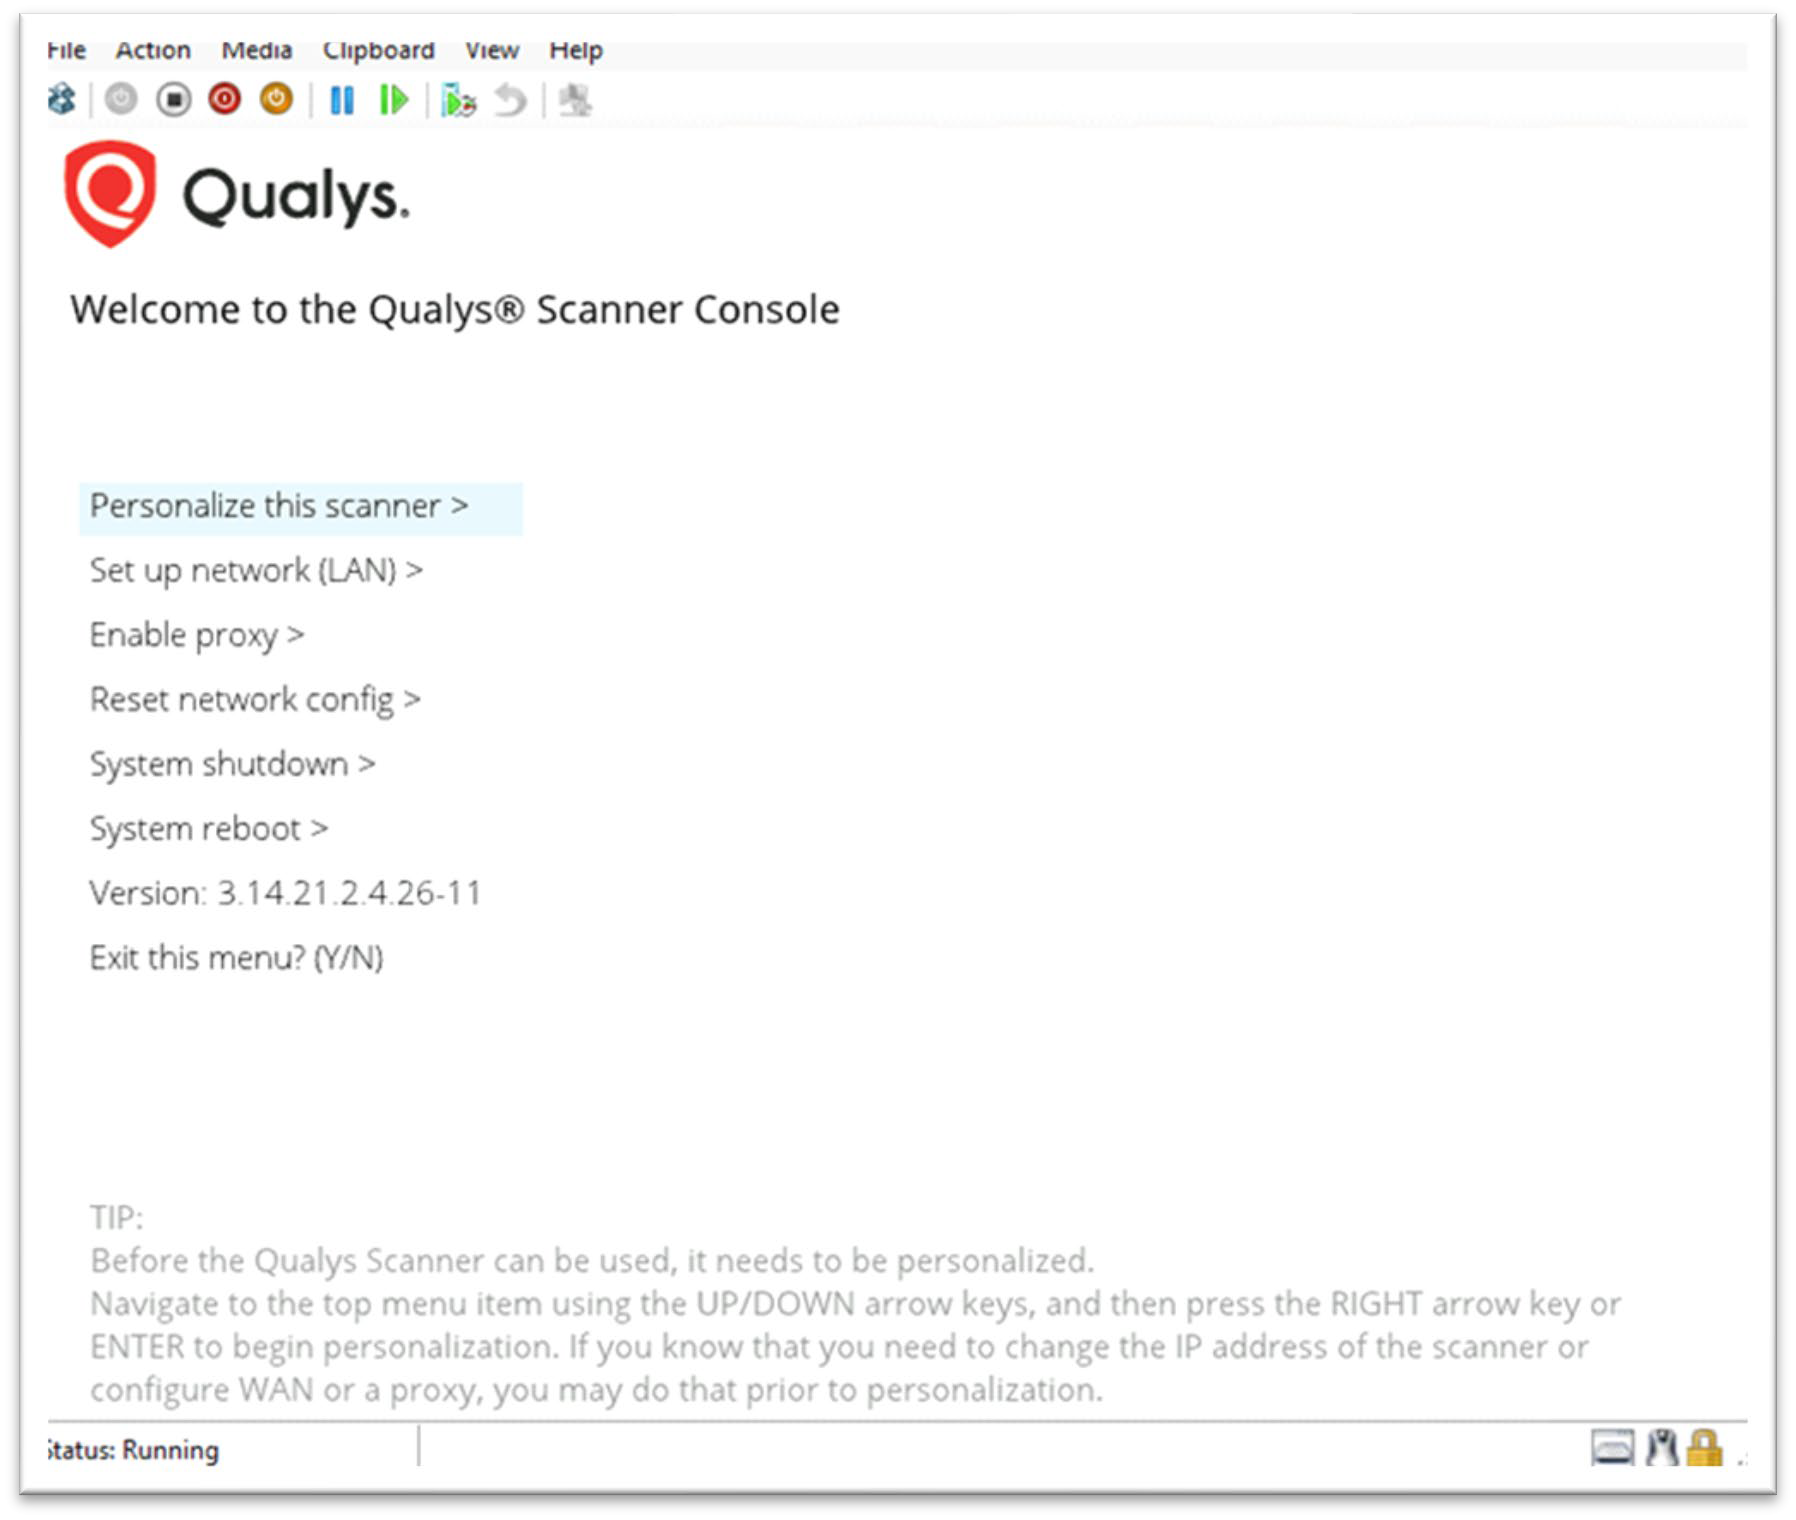 File Action Media Clipboard View Help
Qualys.
Welcome to the Qualys® Scanner Console
Personalize this scanner >
Set up network (LAN) >
Enable proxy >
Reset network config >
System shutdown >
System reboot >
Version: 3.14.21.2.4.26-11
Exit this menu? (Y/N)
TIP:
Before the Qualys Scanner can be used, it needs to be personalized.
Navigate to the top menu item using the UP/DOWN arrow keys, and then press the RIGHT arrow key or
ENTER to begin personalization. If you know that you need to change the IP address of the scanner or
configure WAN or a proxy, you may do that prior to personalization.
Status: Running